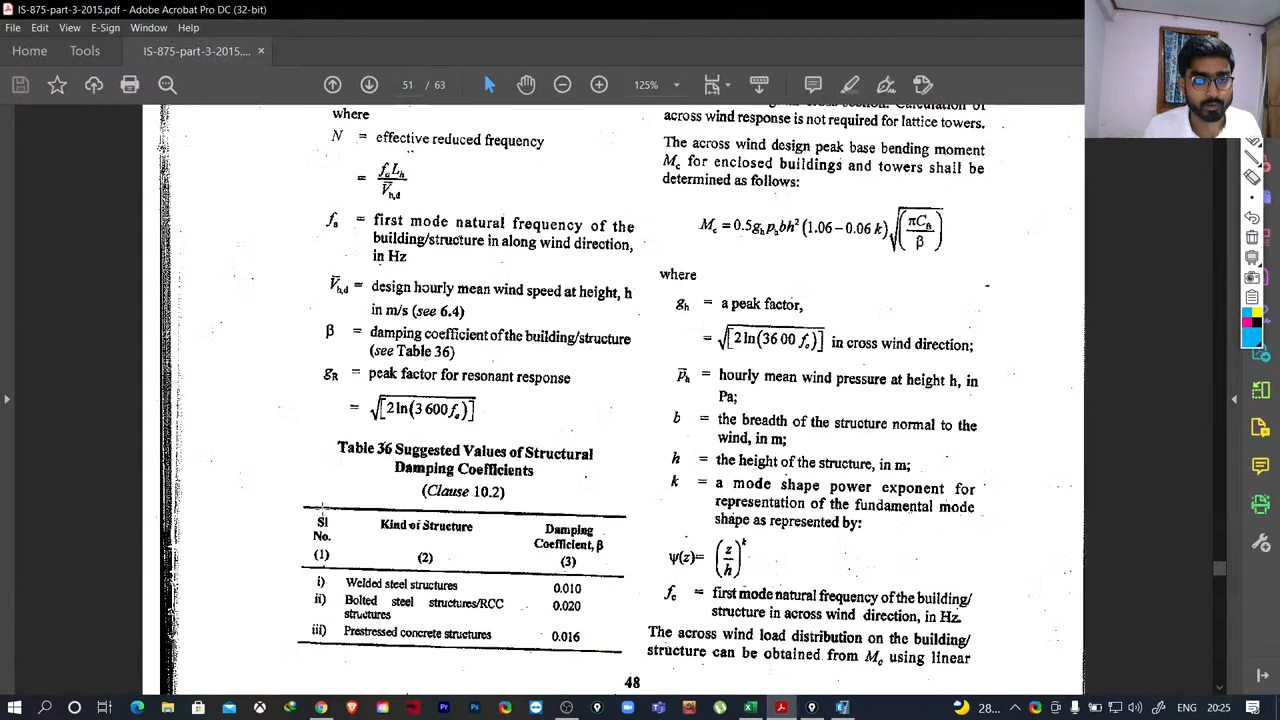 IS-875-part-3-2015.pdf - Adobe Acrobat Pro DC (32-bit)
File Edit View E-Sign Window Help
Home Tools IS-875-part-3-2015.... ×
51 / 63
125%
where
N = effective reduced frequency
= f_a L_h / V̄_h,d
f_a = first mode natural frequency of the
building/structure in along wind direction,
in Hz
V̄_h,d = design hourly mean wind speed at height, h
in m/s (see 6.4)
β = damping coefficient of the building/structure
(see Table 36)
g_R = peak factor for resonant response
= √[2ln(3 600 f_a)]
Table 36 Suggested Values of Structural
Damping Coefficients
(Clause 10.2)
Sl No. Kind of Structure Damping Coefficient, β
(1) (2) (3)
i) Welded steel structures 0.010
ii) Bolted steel structures/RCC structures 0.020
iii) Prestressed concrete structures 0.016
across wind response is not required for lattice towers.
The across wind design peak base bending moment
M_c for enclosed buildings and towers shall be
determined as follows:
M_c = 0.5 g_h p_h bh² (1.06 – 0.06 k) √(πC_fs / β)
where
g_h = a peak factor,
= √[2ln(36 00 f_c)] in cross wind direction;
p̄_h = hourly mean wind pressure at height h, in
Pa;
b = the breadth of the structure normal to the
wind, in m;
h = the height of the structure, in m;
k = a mode shape power exponent for
representation of the fundamental mode
shape as represented by:
ψ(z)= (z/h)^k
f_c = first mode natural frequency of the building/
structure in across wind direction, in Hz.
The across wind load distribution on the building/
structure can be obtained from M_c using linear
48
28...
ENG 20:25